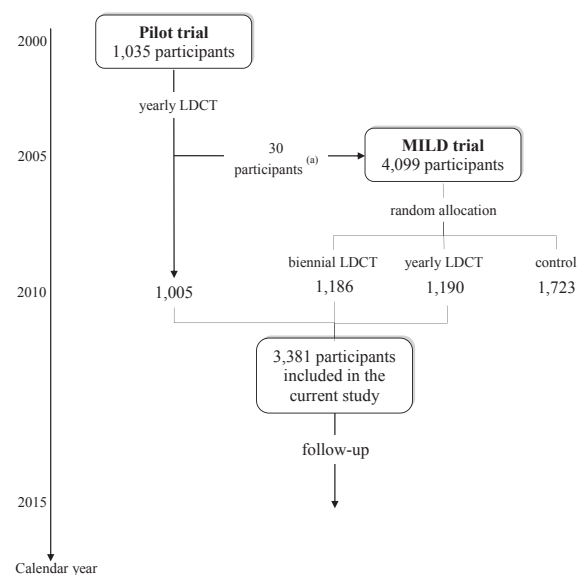 2000
Pilot trial
1,035 participants
yearly LDCT
2005
30
participants (a)
MILD trial
4,099 participants
random allocation
biennial LDCT
yearly LDCT
control
2010
1,005
1,186
1,190
1,723
3,381 participants
included in the
current study
follow-up
2015
Calendar year